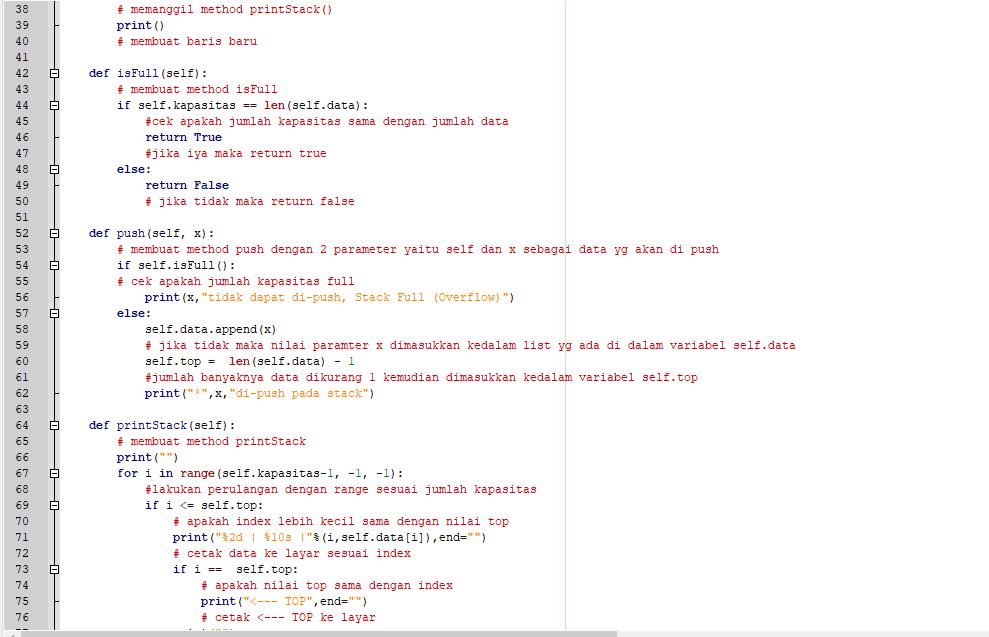 38 # memanggil method printStack()
39 print()
40 # membuat baris baru
41
42 def isFull(self):
43 # membuat method isFull
44 if self.kapasitas == len(self.data):
45 #cek apakah jumlah kapasitas sama dengan jumlah data
46 return True
47 #jika iya maka return true
48 else:
49 return False
50 # jika tidak maka return false
51
52 def push(self, x):
53 # membuat method push dengan 2 parameter yaitu self dan x sebagai data yg akan di push
54 if self.isFull():
55 # cek apakah jumlah kapasitas full
56 print(x,"tidak dapat di-push, Stack Full (Overflow)")
57 else:
58 self.data.append(x)
59 # jika tidak maka nilai paramter x dimasukkan kedalam list yg ada di dalam variabel self.data
60 self.top =  len(self.data) - 1
61 #jumlah banyaknya data dikurang 1 kemudian dimasukkan kedalam variabel self.top
62 print("*",x,"di-push pada stack")
63
64 def printStack(self):
65 # membuat method printStack
66 print("")
67 for i in range(self.kapasitas-1, -1, -1):
68 #lakukan perulangan dengan range sesuai jumlah kapasitas
69 if i <= self.top:
70 # apakah index lebih kecil sama dengan nilai top
71 print("%2d | %10s |"%(i,self.data[i]),end="")
72 # cetak data ke layar sesuai index
73 if i ==  self.top:
74 # apakah nilai top sama dengan index
75 print("<--- TOP",end="")
76 # cetak <--- TOP ke layar